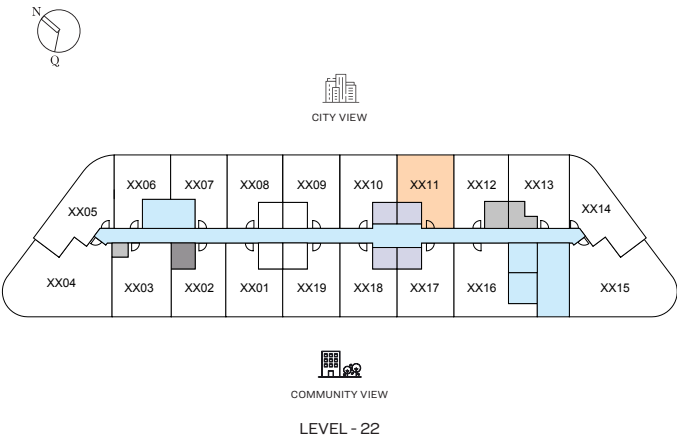 N
Q
CITY VIEW
XX06 XX07 XX08 XX09 XX10 XX11 XX12 XX13
XX05 XX14
XX04 XX03 XX02 XX01 XX19 XX18 XX17 XX16 XX15
COMMUNITY VIEW
LEVEL - 22